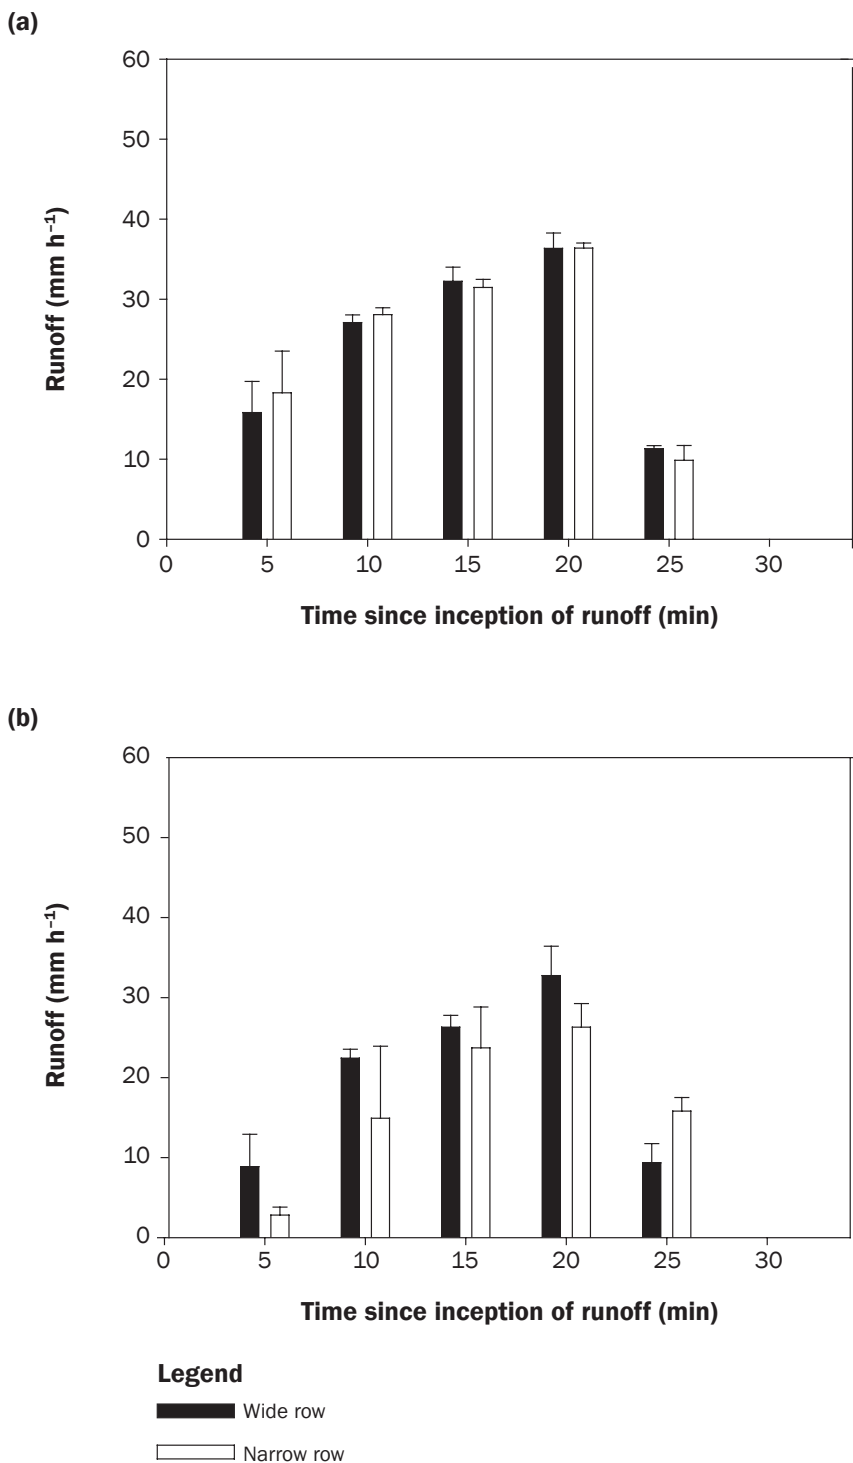 (a)
60
50
40
30
20
10
0
Runoff (mm h⁻¹)
0 5 10 15 20 25 30
Time since inception of runoff (min)
(b)
60
50
40
30
20
10
0
Runoff (mm h⁻¹)
0 5 10 15 20 25 30
Time since inception of runoff (min)
Legend
Wide row
Narrow row